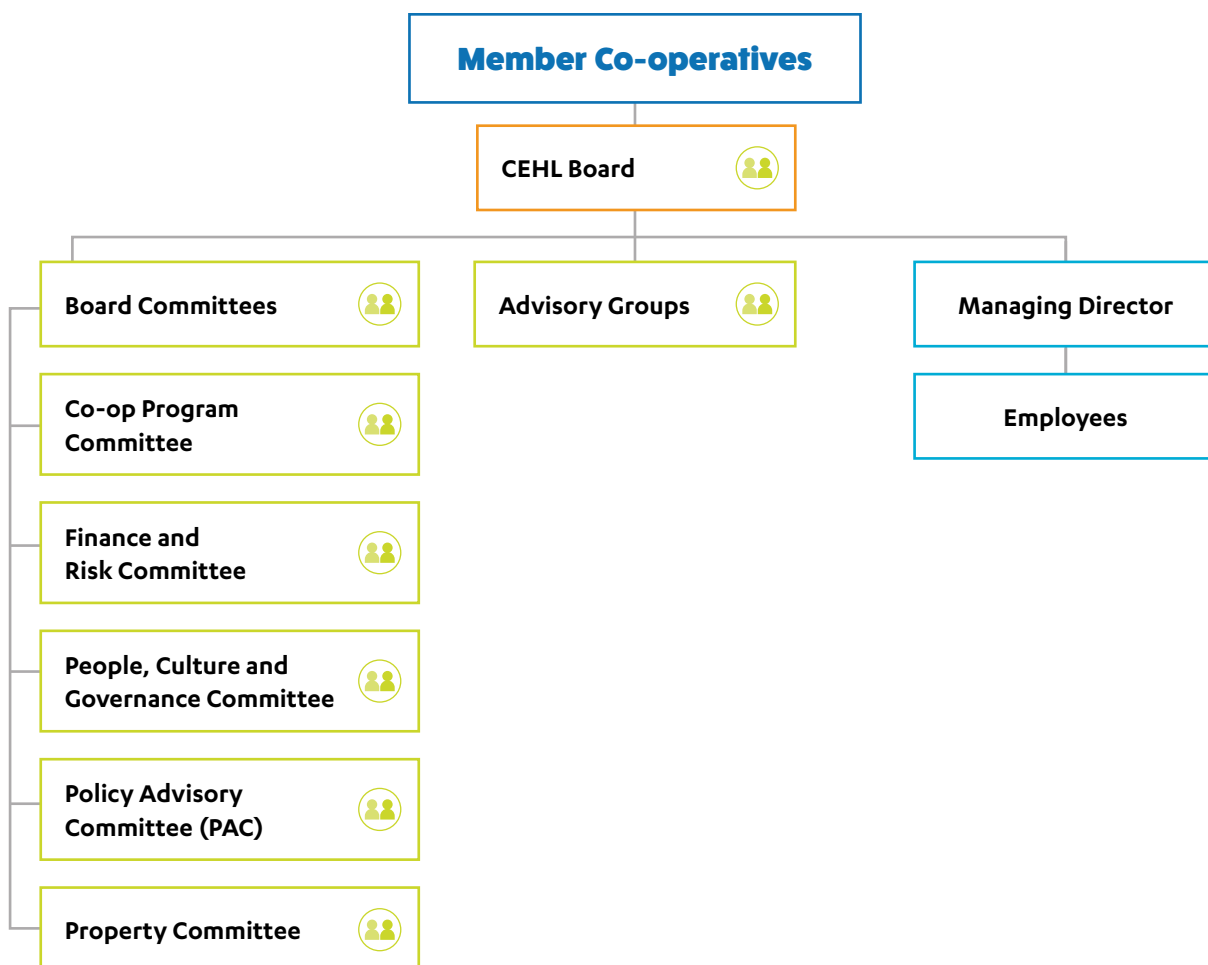 Member Co-operatives
CEHL Board
Board Committees
Advisory Groups
Managing Director
Co-op Program
Committee
Employees
Finance and
Risk Committee
People, Culture and
Governance Committee
Policy Advisory
Committee (PAC)
Property Committee